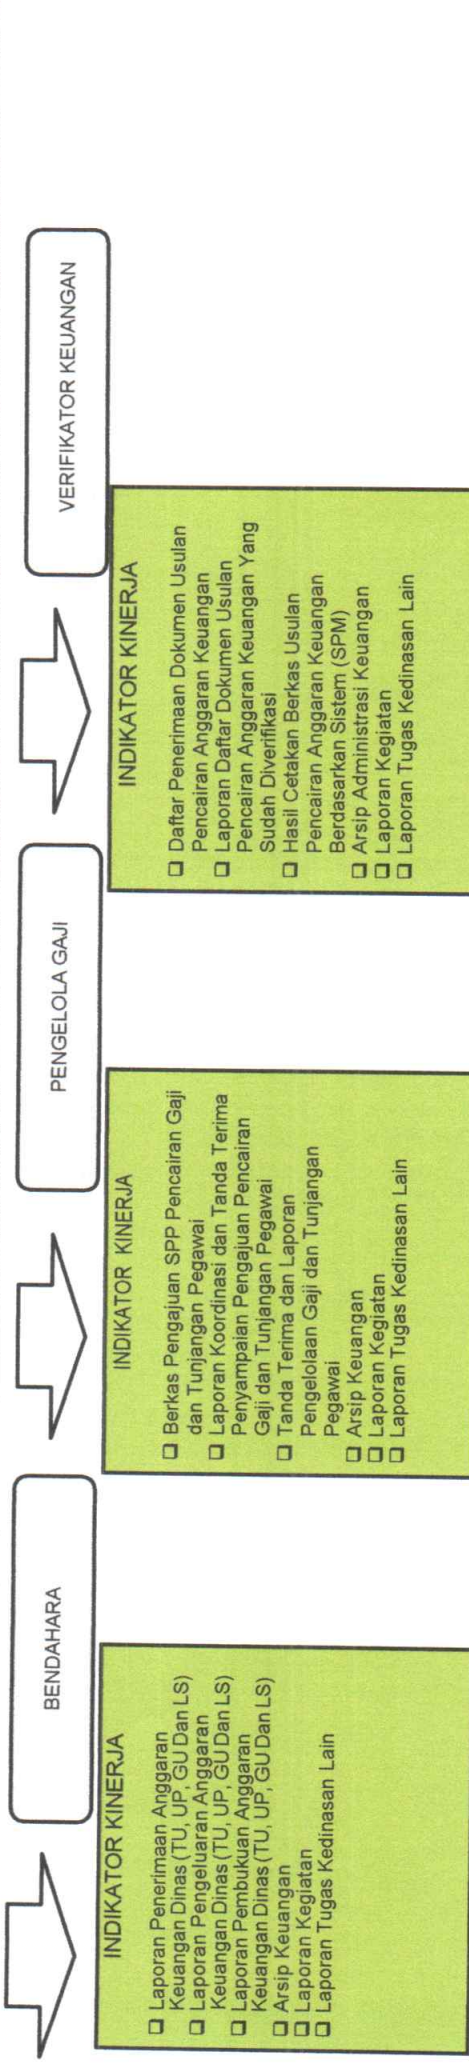 BENDAHARA
INDIKATOR KINERJA
❑ Laporan Penerimaan Anggaran
Keuangan Dinas (TU, UP, GU Dan LS)
❑ Laporan Pengeluaran Anggaran
Keuangan Dinas (TU, UP, GU Dan LS)
❑ Laporan Pembukuan Anggaran
Keuangan Dinas (TU, UP, GU Dan LS)
❑ Arsip Keuangan
❑ Laporan Kegiatan
❑ Laporan Tugas Kedinasan Lain
PENGELOLA GAJI
INDIKATOR KINERJA
❑ Berkas Pengajuan SPP Pencairan Gaji
dan Tunjangan Pegawai
❑ Laporan Koordinasi dan Tanda Terima
Penyampaian Pengajuan Pencairan
Gaji dan Tunjangan Pegawai
❑ Tanda Terima dan Laporan
Pengelolaan Gaji dan Tunjangan
Pegawai
❑ Arsip Keuangan
❑ Laporan Kegiatan
❑ Laporan Tugas Kedinasan Lain
VERIFIKATOR KEUANGAN
INDIKATOR KINERJA
❑ Daftar Penerimaan Dokumen Usulan
Pencairan Anggaran Keuangan
❑ Laporan Daftar Dokumen Usulan
Pencairan Anggaran Keuangan Yang
Sudah Diverifikasi
❑ Hasil Cetakan Berkas Usulan
Pencairan Anggaran Keuangan
Berdasarkan Sistem (SPM)
❑ Arsip Administrasi Keuangan
❑ Laporan Kegiatan
❑ Laporan Tugas Kedinasan Lain